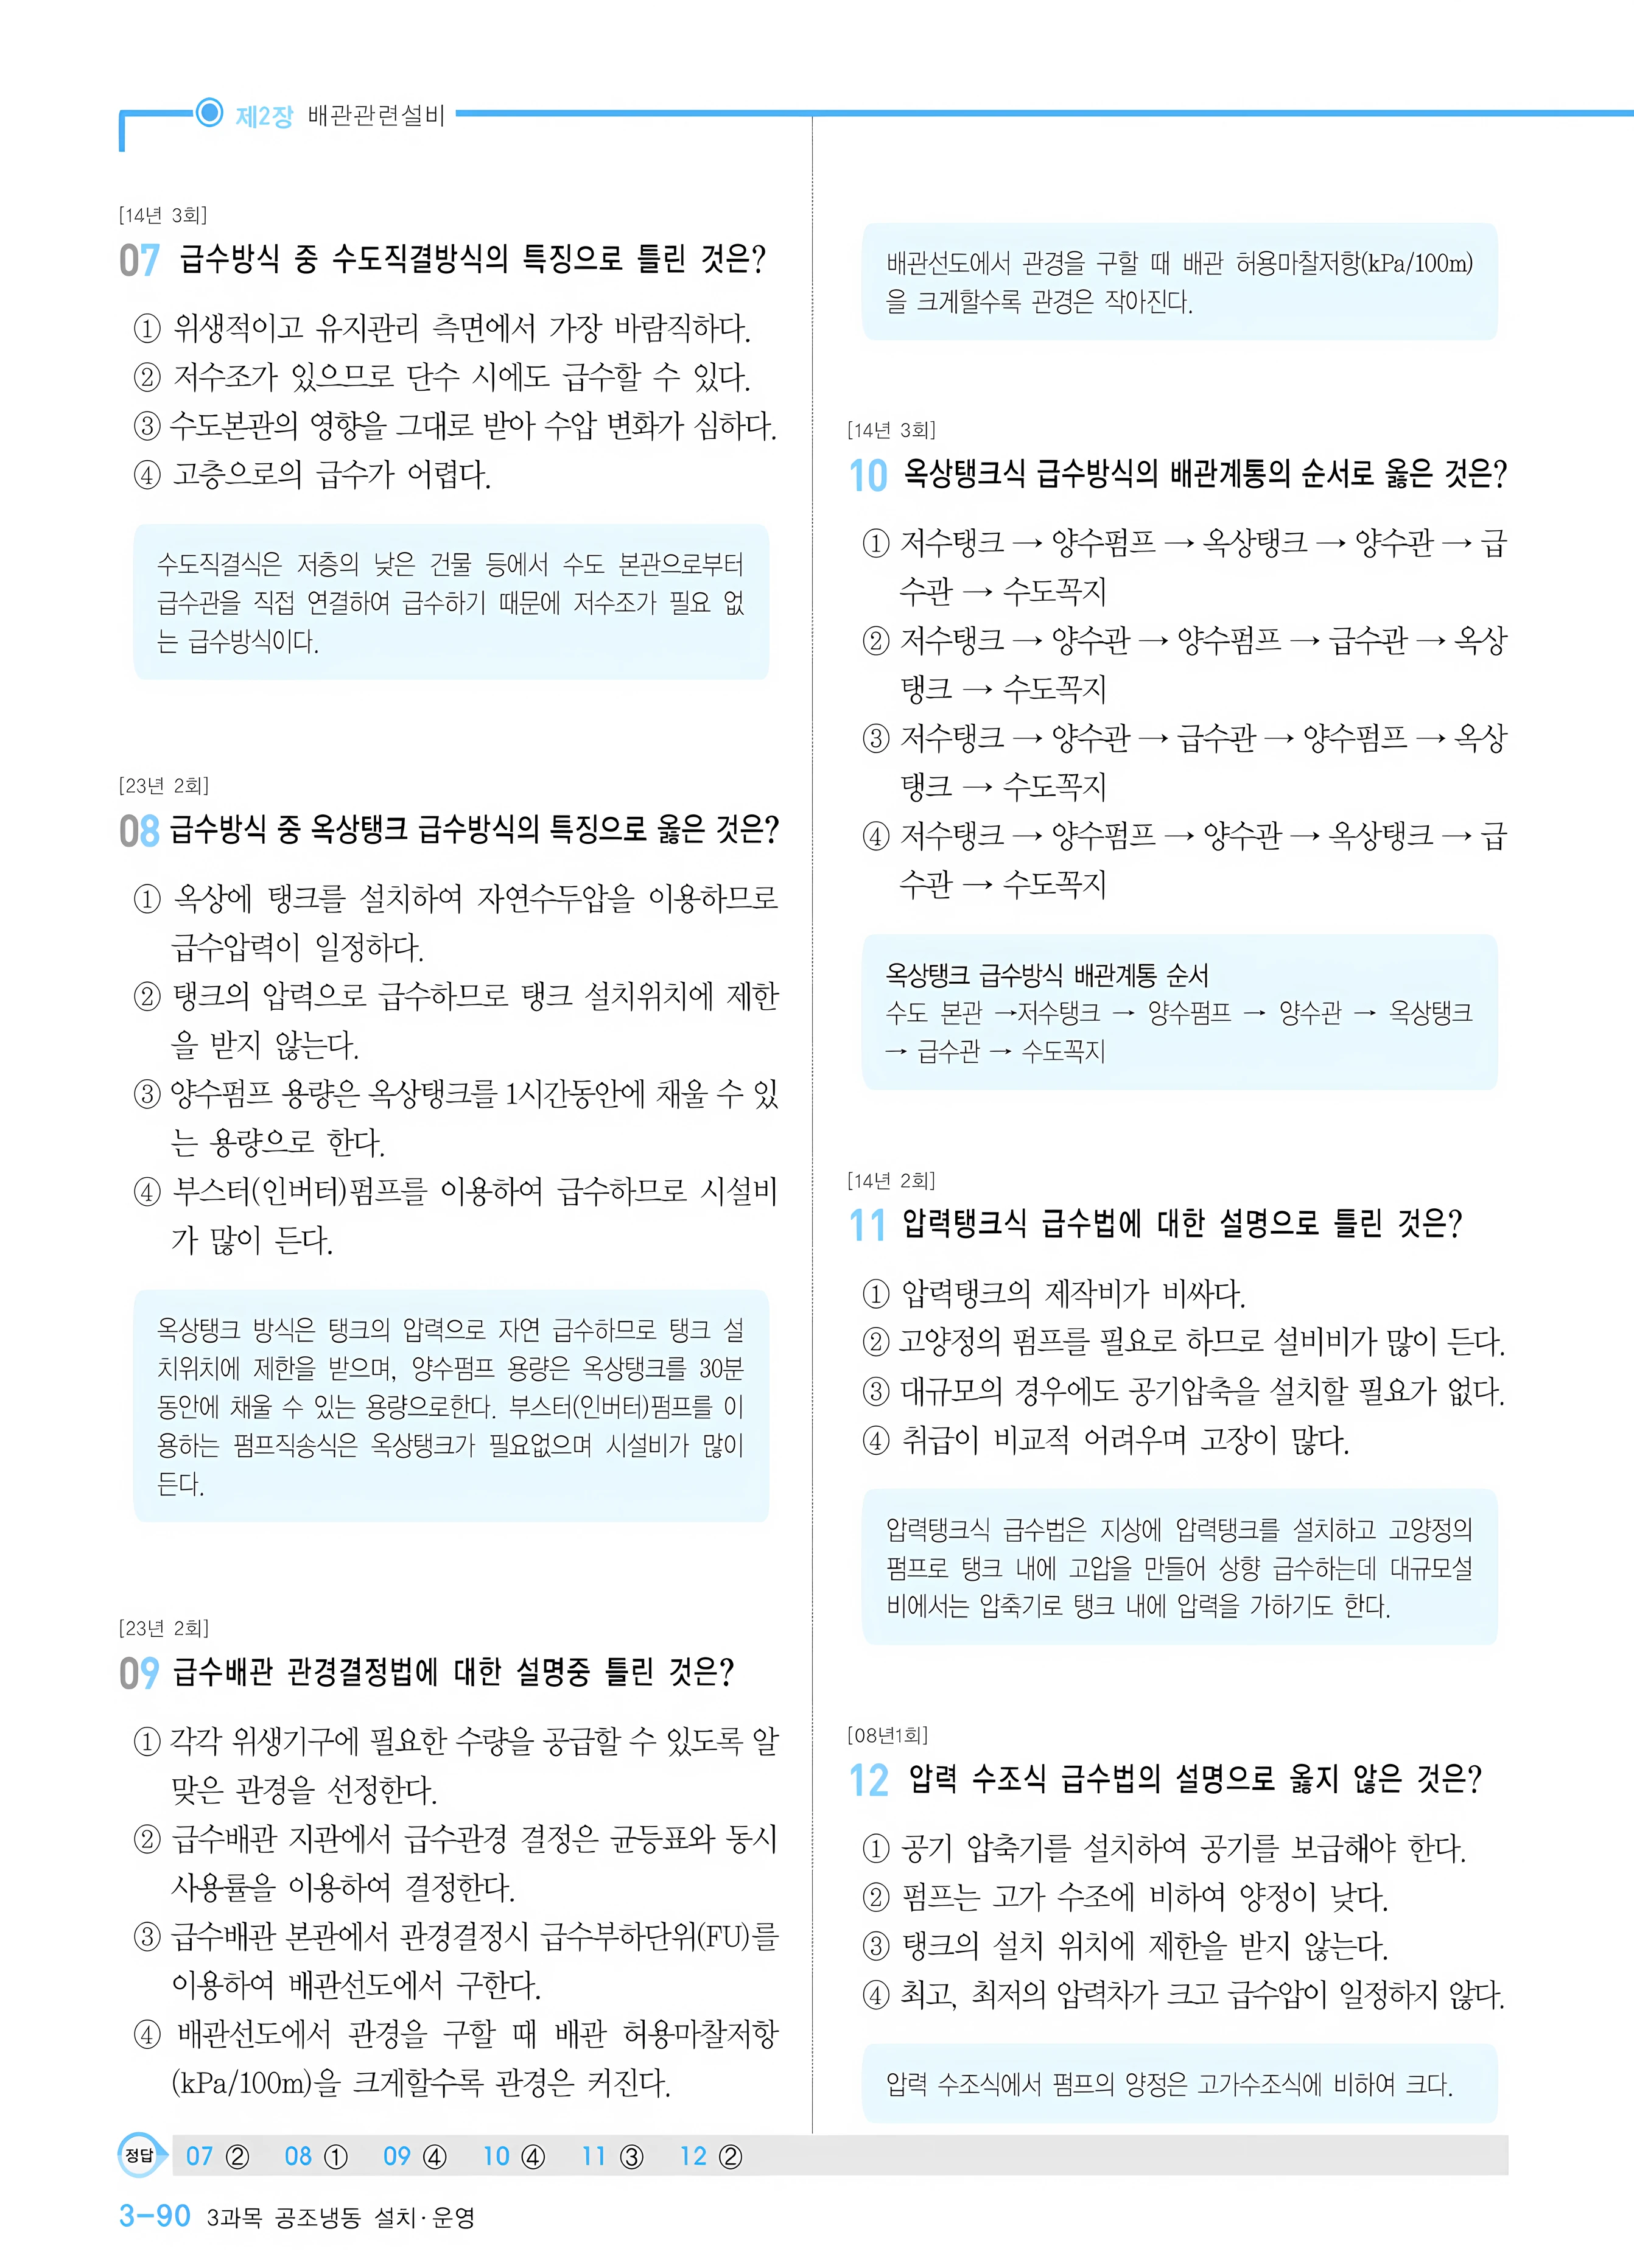 제2장 배관관련설비
[14년 3회]
07 급수방식 중 수도직결방식의 특징으로 틀린 것은?
① 위생적이고 유지관리 측면에서 가장 바람직하다.
② 저수조가 있으므로 단수 시에도 급수할 수 있다.
③ 수도본관의 영향을 그대로 받아 수압 변화가 심하다.
④ 고층으로의 급수가 어렵다.
수도직결식은 저층의 낮은 건물 등에서 수도 본관으로부터
급수관을 직접 연결하여 급수하기 때문에 저수조가 필요 없
는 급수방식이다.
[23년 2회]
08 급수방식 중 옥상탱크 급수방식의 특징으로 옳은 것은?
① 옥상에 탱크를 설치하여 자연수두압을 이용하므로
급수압력이 일정하다.
② 탱크의 압력으로 급수하므로 탱크 설치위치에 제한
을 받지 않는다.
③ 양수펌프 용량은 옥상탱크를 1시간동안에 채울 수 있
는 용량으로 한다.
④ 부스터(인버터)펌프를 이용하여 급수하므로 시설비
가 많이 든다.
옥상탱크 방식은 탱크의 압력으로 자연 급수하므로 탱크 설
치위치에 제한을 받으며, 양수펌프 용량은 옥상탱크를 30분
동안에 채울 수 있는 용량으로한다. 부스터(인버터)펌프를 이
용하는 펌프직송식은 옥상탱크가 필요없으며 시설비가 많이
든다.
[23년 2회]
09 급수배관 관경결정법에 대한 설명중 틀린 것은?
① 각각 위생기구에 필요한 수량을 공급할 수 있도록 알
맞은 관경을 선정한다.
② 급수배관 지관에서 급수관경 결정은 균등표와 동시
사용률을 이용하여 결정한다.
③ 급수배관 본관에서 관경결정시 급수부하단위(FU)를
이용하여 배관선도에서 구한다.
④ 배관선도에서 관경을 구할 때 배관 허용마찰저항
(kPa/100m)을 크게할수록 관경은 커진다.
배관선도에서 관경을 구할 때 배관 허용마찰저항(kPa/100m)
을 크게할수록 관경은 작아진다.
[14년 3회]
10 옥상탱크식 급수방식의 배관계통의 순서로 옳은 것은?
① 저수탱크 → 양수펌프 → 옥상탱크 → 양수관 → 급
수관 → 수도꼭지
② 저수탱크 → 양수관 → 양수펌프 → 급수관 → 옥상
탱크 → 수도꼭지
③ 저수탱크 → 양수관 → 급수관 → 양수펌프 → 옥상
탱크 → 수도꼭지
④ 저수탱크 → 양수펌프 → 양수관 → 옥상탱크 → 급
수관 → 수도꼭지
옥상탱크 급수방식 배관계통 순서
수도 본관 →저수탱크 → 양수펌프 → 양수관 → 옥상탱크
→ 급수관 → 수도꼭지
[14년 2회]
11 압력탱크식 급수법에 대한 설명으로 틀린 것은?
① 압력탱크의 제작비가 비싸다.
② 고양정의 펌프를 필요로 하므로 설비비가 많이 든다.
③ 대규모의 경우에도 공기압축을 설치할 필요가 없다.
④ 취급이 비교적 어려우며 고장이 많다.
압력탱크식 급수법은 지상에 압력탱크를 설치하고 고양정의
펌프로 탱크 내에 고압을 만들어 상향 급수하는데 대규모설
비에서는 압축기로 탱크 내에 압력을 가하기도 한다.
[08년1회]
12 압력 수조식 급수법의 설명으로 옳지 않은 것은?
① 공기 압축기를 설치하여 공기를 보급해야 한다.
② 펌프는 고가 수조에 비하여 양정이 낮다.
③ 탱크의 설치 위치에 제한을 받지 않는다.
④ 최고, 최저의 압력차가 크고 급수압이 일정하지 않다.
압력 수조식에서 펌프의 양정은 고가수조식에 비하여 크다.
정답 07 ② 08 ① 09 ④ 10 ④ 11 ③ 12 ②
3-90 3과목 공조냉동 설치·운영